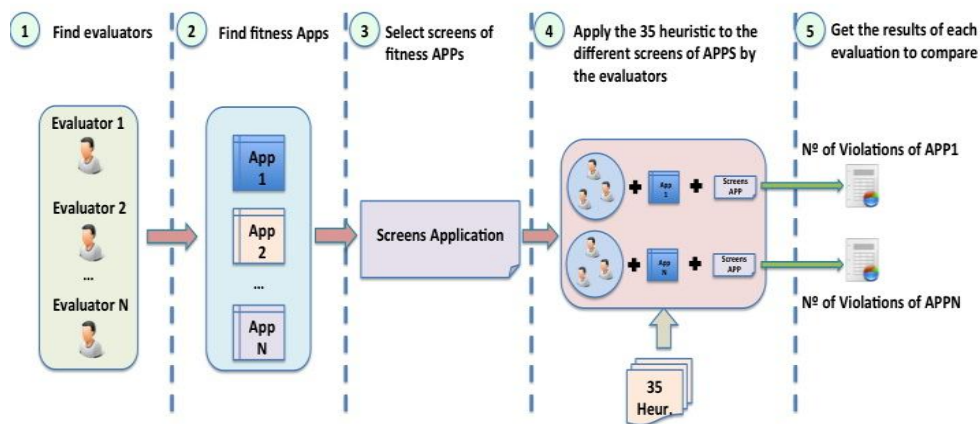 1 Find evaluators
2 Find fitness Apps
3 Select screens of
fitness APPs
4 Apply the 35 heuristic to the
different screens of APPS by
the evaluators
5 Get the results of each
evaluation to compare
Evaluator 1
Evaluator 2
...
Evaluator N
App
1
App
2
...
App
N
Screens Application
App
1
Screens
APP
App
N
Screens
APP
35
Heur.
Nº of Violations of APP1
Nº of Violations of APPN